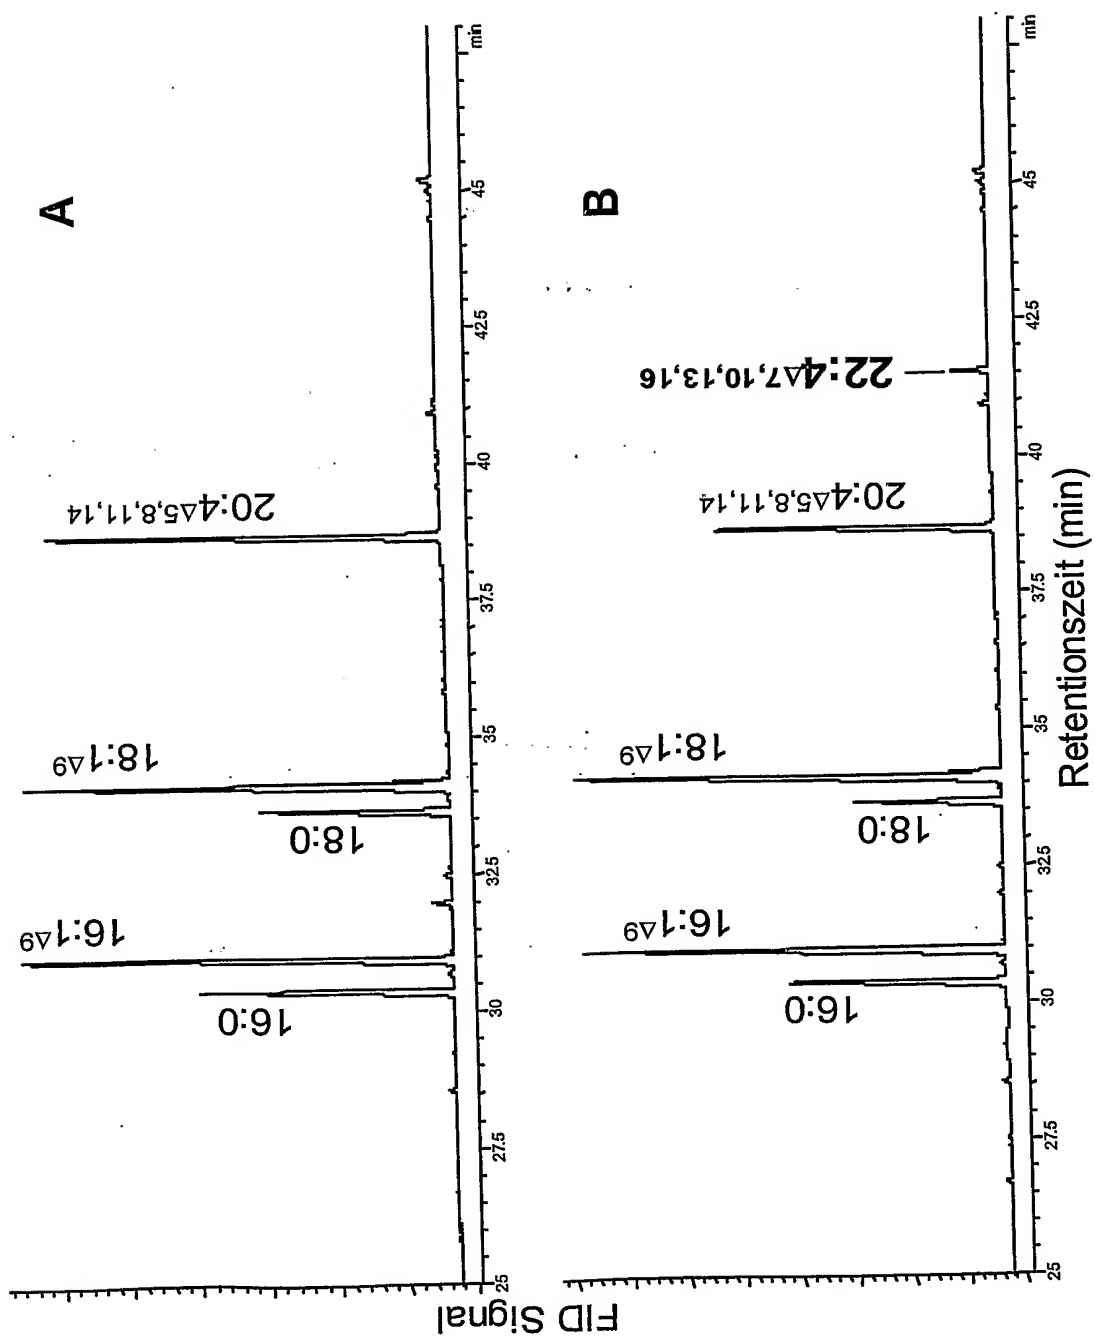 FID Signal
A
16:0
16:1Δ9
18:0
18:1Δ9
20:4Δ5,8,11,14
25
27.5
30
32.5
35
37.5
40
42.5
45
min
B
16:0
16:1Δ9
18:0
18:1Δ9
20:4Δ5,8,11,14
22:4Δ7,10,13,16
25
27.5
30
32.5
35
37.5
40
42.5
45
min
Retentionszeit (min)